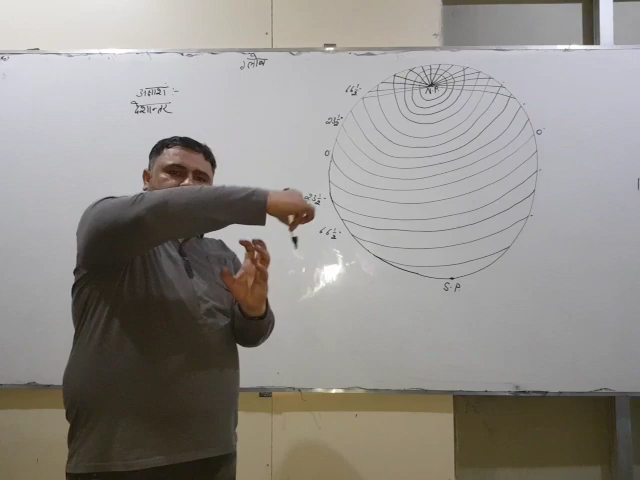 ग्लोब
अक्षांश :-
देशान्तर
N.P
66½
23½
0
0
23½
66½
S.P